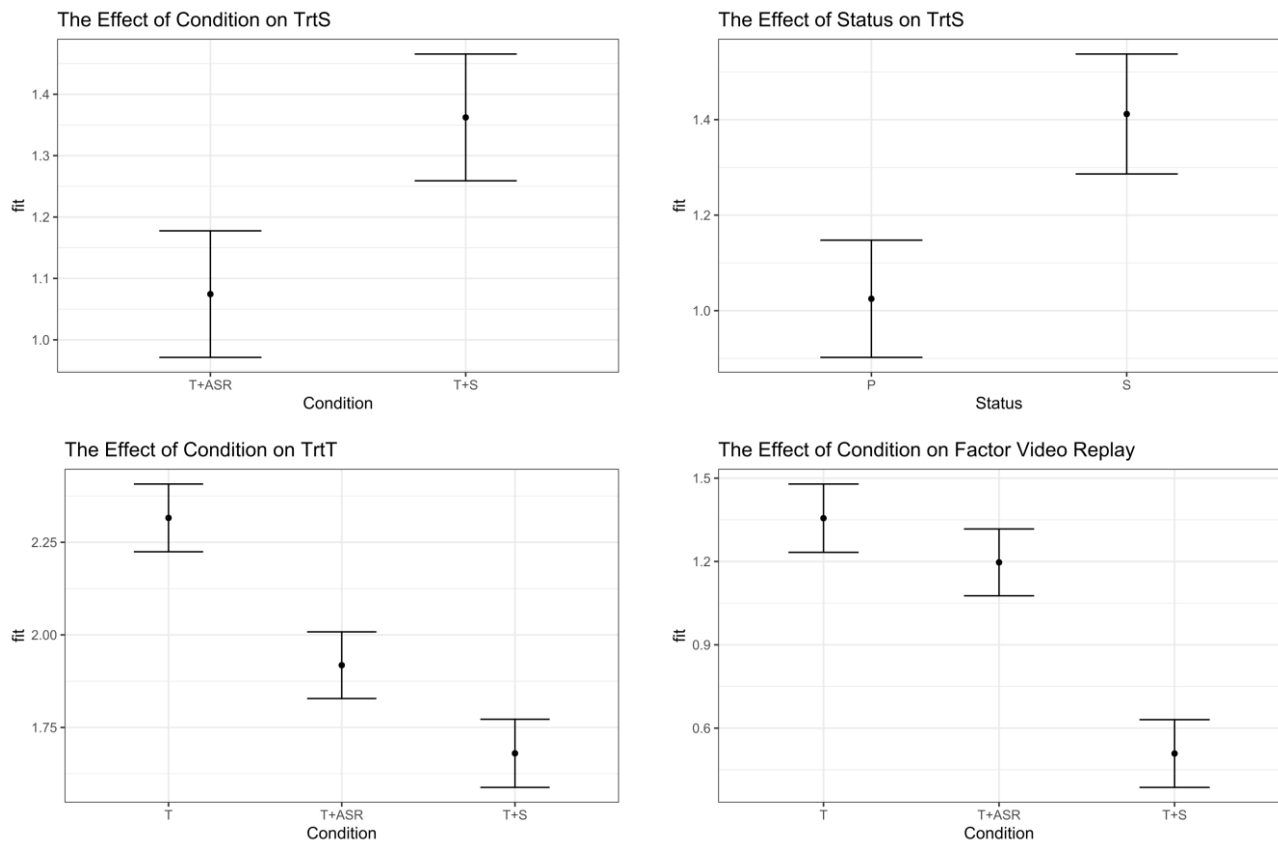 The Effect of Condition on TrtS
1.4
1.3
1.2
1.1
1.0
fit
T+ASR
T+S
Condition
The Effect of Status on TrtS
1.4
1.2
1.0
fit
P
S
Status
The Effect of Condition on TrtT
2.25
2.00
1.75
fit
T
T+ASR
T+S
Condition
The Effect of Condition on Factor Video Replay
1.5
1.2
0.9
0.6
fit
T
T+ASR
T+S
Condition